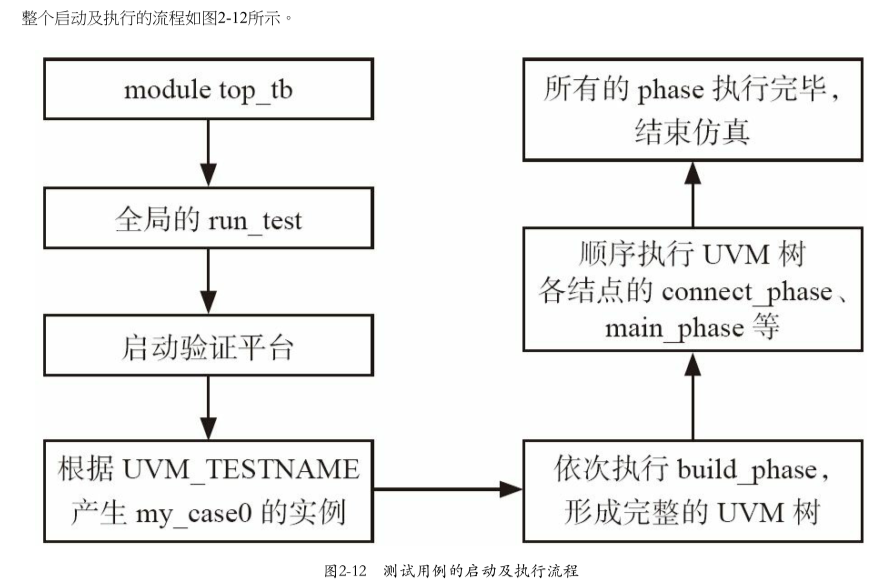 整个启动及执行的流程如图2-12所示。
module top_tb
全局的 run_test
启动验证平台
根据 UVM_TESTNAME
产生 my_case0 的实例
依次执行 build_phase，
形成完整的 UVM 树
顺序执行 UVM 树
各结点的 connect_phase、
main_phase 等
所有的 phase 执行完毕，
结束仿真
图2-12 测试用例的启动及执行流程